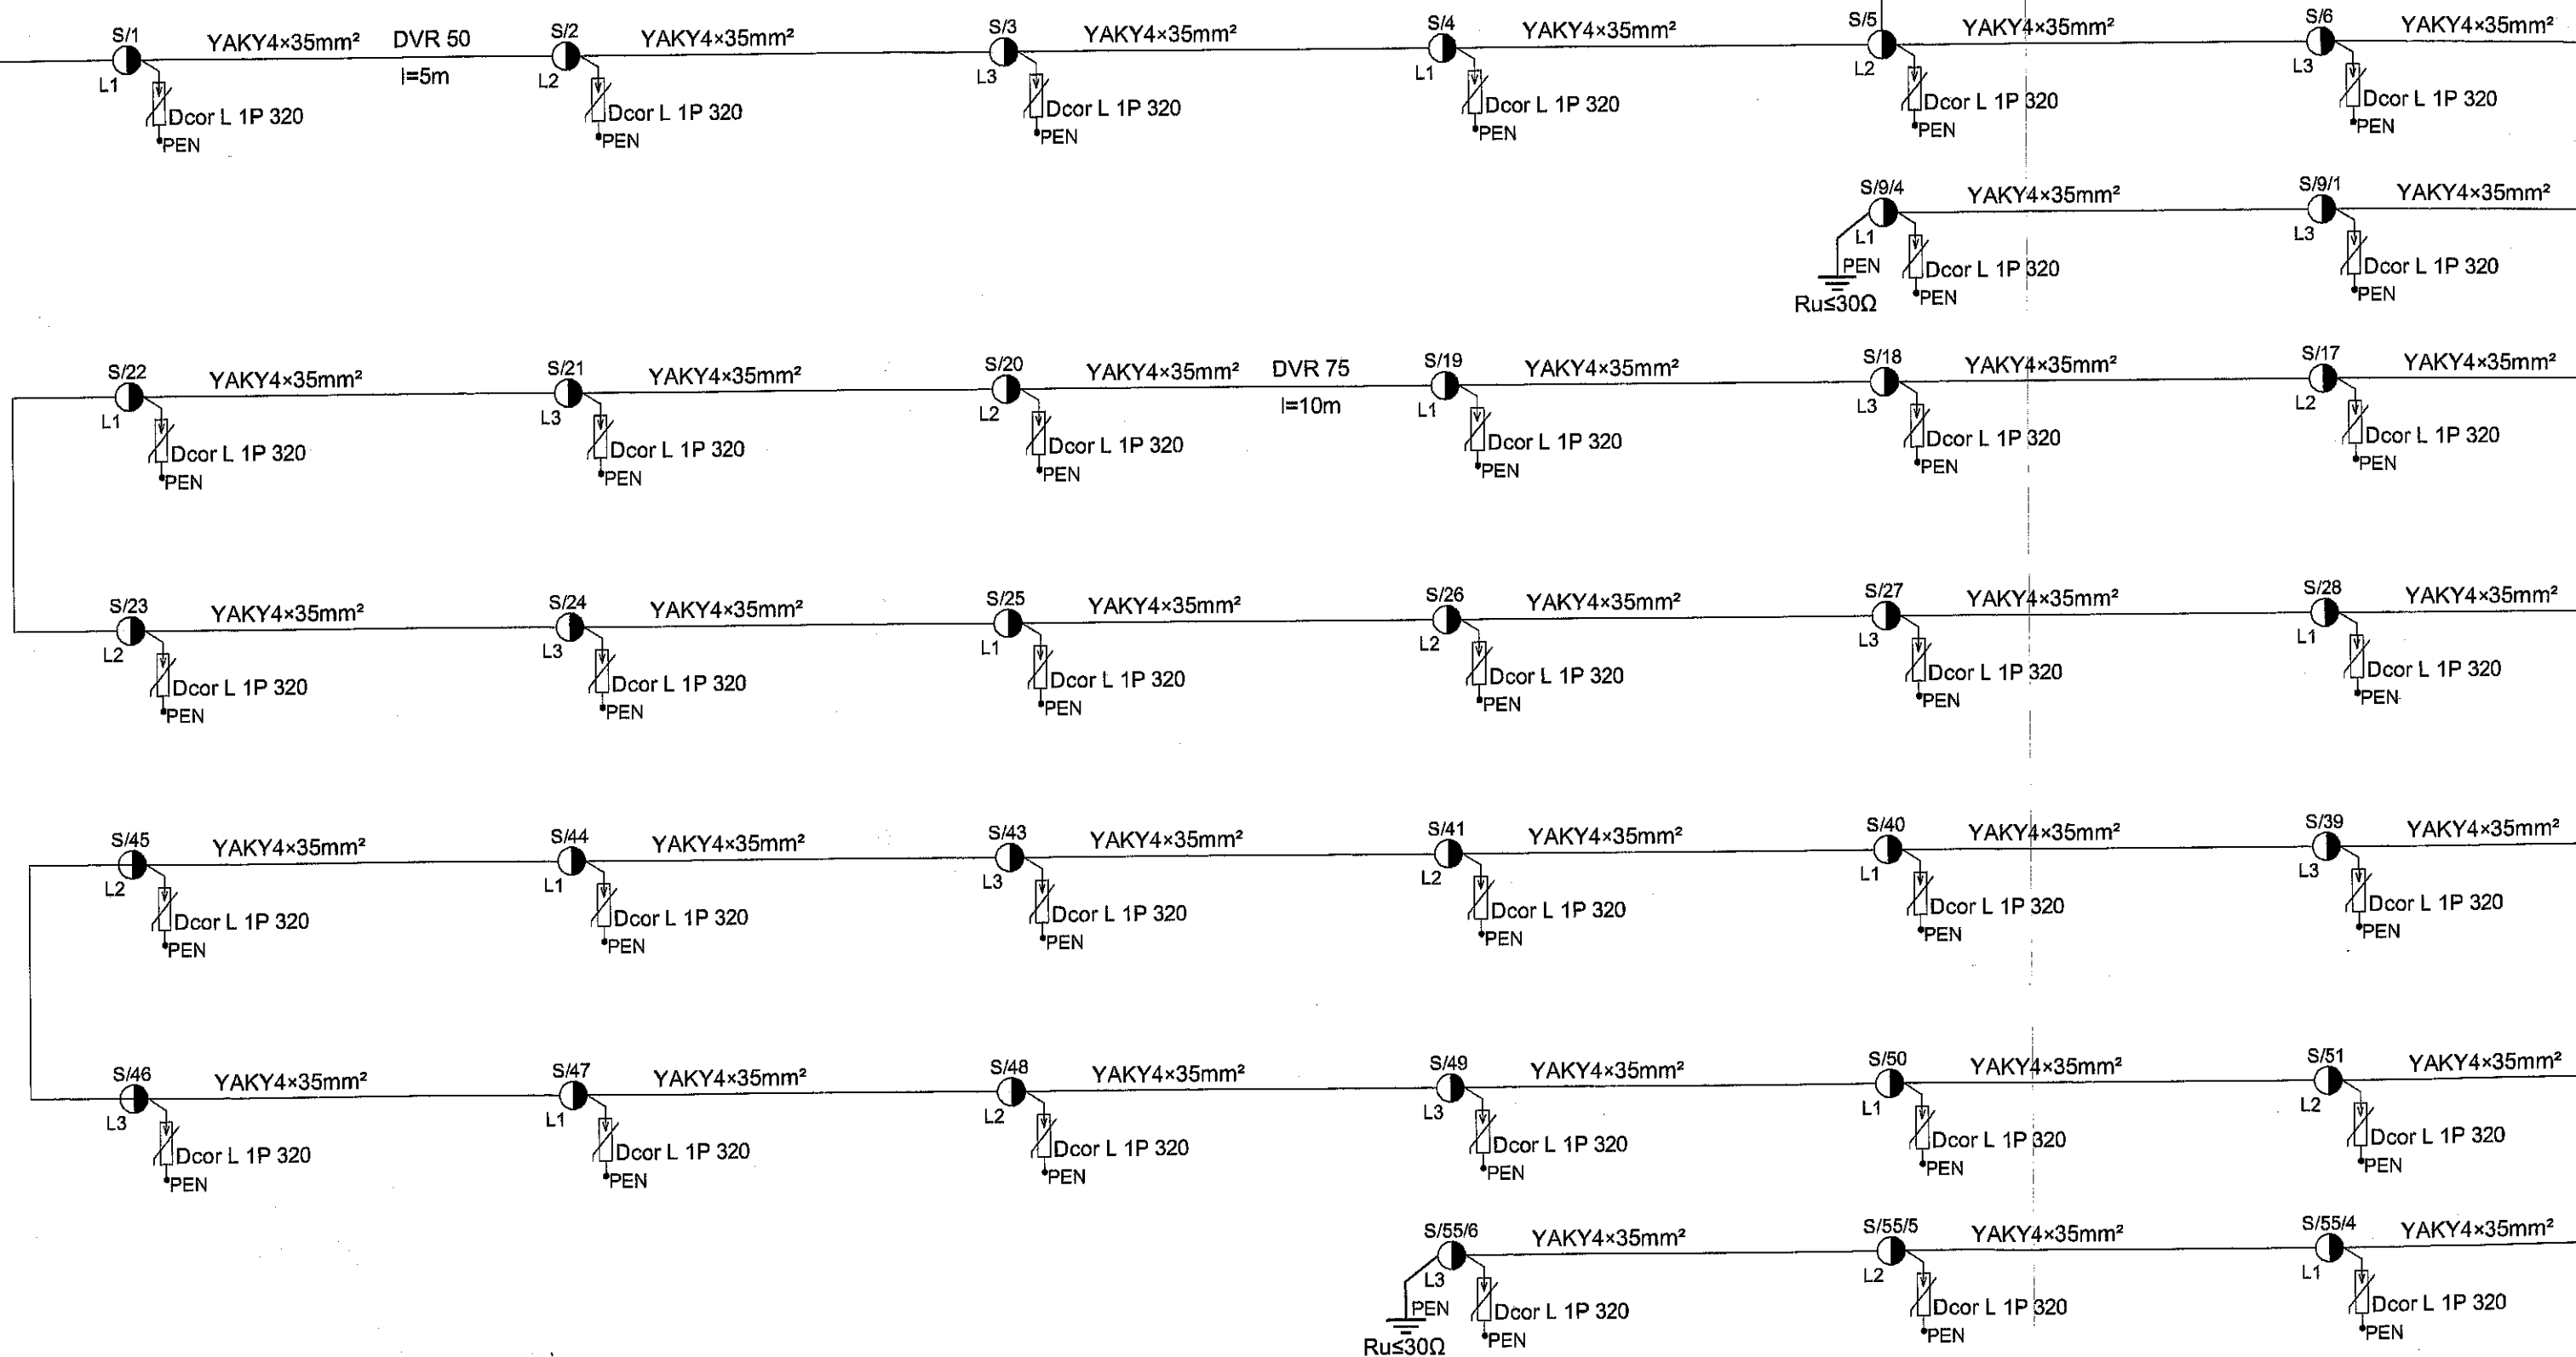 S/1 YAKY4×35mm² DVR 50 S/2 YAKY4×35mm² S/3 YAKY4×35mm² S/4 YAKY4×35mm² S/5 YAKY4×35mm² S/6 YAKY4×35mm²
L1 l=5m L2 L3 L1 L2 L3
Dcor L 1P 320 Dcor L 1P 320 Dcor L 1P 320 Dcor L 1P 320 Dcor L 1P 320 Dcor L 1P 320
PEN PEN PEN PEN PEN PEN
S/9/4 YAKY4×35mm² S/9/1 YAKY4×35mm²
L1 L3
PEN Dcor L 1P 320 Dcor L 1P 320
Ru≤30Ω PEN PEN
S/22 YAKY4×35mm² S/21 YAKY4×35mm² S/20 YAKY4×35mm² DVR 75 S/19 YAKY4×35mm² S/18 YAKY4×35mm² S/17 YAKY4×35mm²
L1 L3 L2 l=10m L1 L3 L2
Dcor L 1P 320 Dcor L 1P 320 Dcor L 1P 320 Dcor L 1P 320 Dcor L 1P 320 Dcor L 1P 320
PEN PEN PEN PEN PEN PEN
S/23 YAKY4×35mm² S/24 YAKY4×35mm² S/25 YAKY4×35mm² S/26 YAKY4×35mm² S/27 YAKY4×35mm² S/28 YAKY4×35mm²
L2 L3 L1 L2 L3 L1
Dcor L 1P 320 Dcor L 1P 320 Dcor L 1P 320 Dcor L 1P 320 Dcor L 1P 320 Dcor L 1P 320
PEN PEN PEN PEN PEN PEN
S/45 YAKY4×35mm² S/44 YAKY4×35mm² S/43 YAKY4×35mm² S/41 YAKY4×35mm² S/40 YAKY4×35mm² S/39 YAKY4×35mm²
L2 L1 L3 L2 L1 L3
Dcor L 1P 320 Dcor L 1P 320 Dcor L 1P 320 Dcor L 1P 320 Dcor L 1P 320 Dcor L 1P 320
PEN PEN PEN PEN PEN PEN
S/46 YAKY4×35mm² S/47 YAKY4×35mm² S/48 YAKY4×35mm² S/49 YAKY4×35mm² S/50 YAKY4×35mm² S/51 YAKY4×35mm²
L3 L1 L2 L3 L1 L2
Dcor L 1P 320 Dcor L 1P 320 Dcor L 1P 320 Dcor L 1P 320 Dcor L 1P 320 Dcor L 1P 320
PEN PEN PEN PEN PEN PEN
S/55/6 YAKY4×35mm² S/55/5 YAKY4×35mm² S/55/4 YAKY4×35mm²
L3 L2 L1
PEN Dcor L 1P 320 Dcor L 1P 320 Dcor L 1P 320
Ru≤30Ω PEN PEN PEN